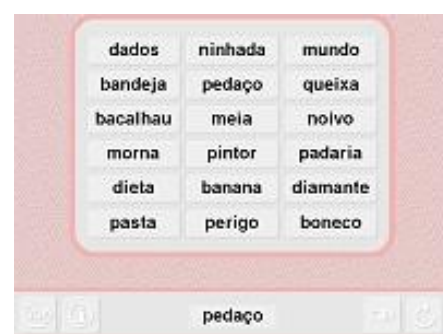 dados ninhada mundo
bandeja pedaço queixa
bacalhau meia noivo
morna pintor padaria
dieta banana diamante
pasta perigo boneco
pedaço